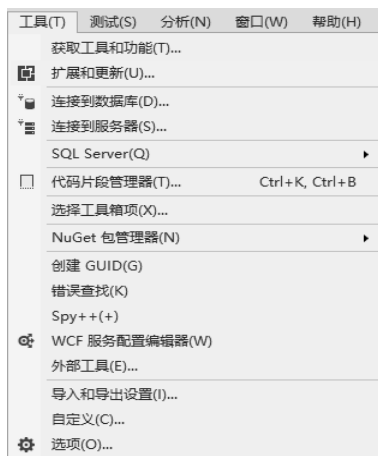 工具(T) 测试(S) 分析(N) 窗口(W) 帮助(H)
获取工具和功能(T)...
扩展和更新(U)...
连接到数据库(D)...
连接到服务器(S)...
SQL Server(Q)
代码片段管理器(T)... Ctrl+K, Ctrl+B
选择工具箱项(X)...
NuGet 包管理器(N)
创建 GUID(G)
错误查找(K)
Spy++(+)
WCF 服务配置编辑器(W)
外部工具(E)...
导入和导出设置(I)...
自定义(C)...
选项(O)...